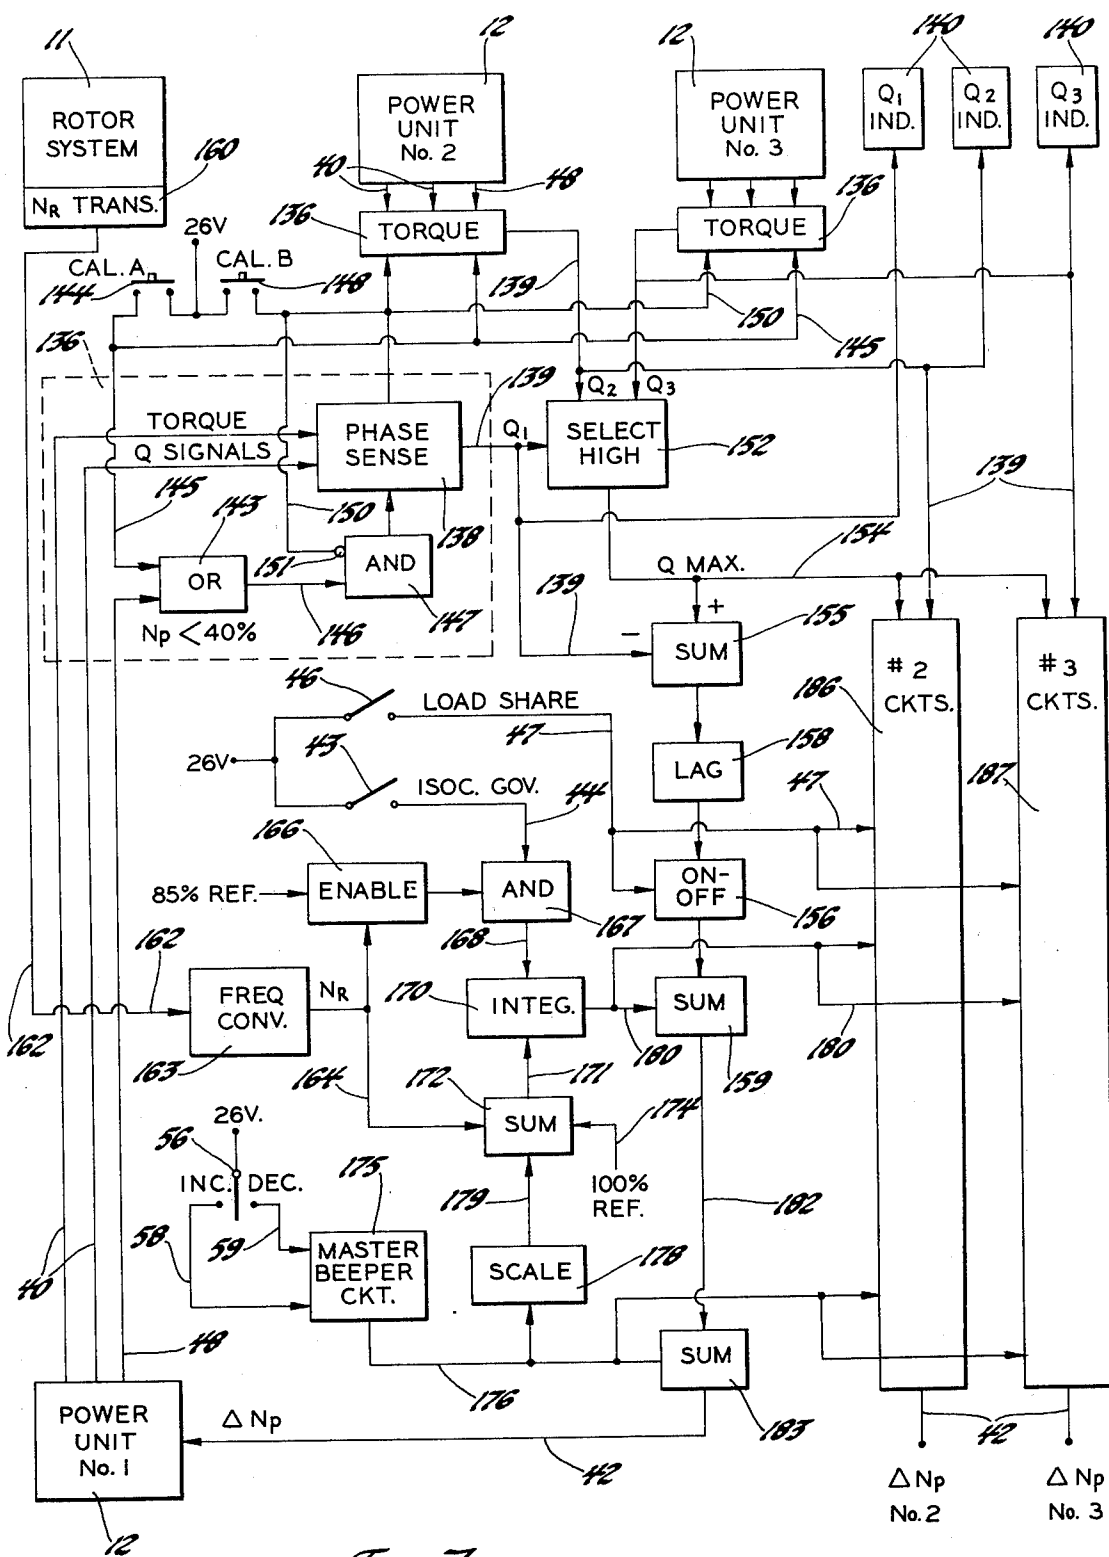 11
12
12
140
140
ROTOR
SYSTEM
NR TRANS.
160
POWER
UNIT
No. 2
POWER
UNIT
No. 3
Q1
IND.
Q2
IND.
Q3
IND.
40
48
136
TORQUE
TORQUE
136
26V
CAL. A
144
CAL. B
148
139
150
145
136
TORQUE
Q SIGNALS
PHASE
SENSE
139
Q1
Q2
Q3
SELECT
HIGH
152
139
145
143
150
138
151
OR
AND
146
147
Np < 40%
Q MAX.
154
139
+
−
SUM
155
# 2
CKTS.
186
# 3
CKTS.
187
46
LOAD SHARE
47
26V
43
ISOC. GOV.
44
LAG
158
47
166
85% REF.
ENABLE
AND
167
ON-
OFF
156
162
162
168
FREQ
CONV.
163
NR
170
INTEG.
180
SUM
159
180
164
171
172
SUM
174
100%
REF.
182
26V.
56
INC.
DEC.
58
59
175
MASTER
BEEPER
CKT.
179
SCALE
178
40
48
176
SUM
183
POWER
UNIT
No. 1
12
Δ Np
42
42
Δ Np
No. 2
Δ Np
No. 3